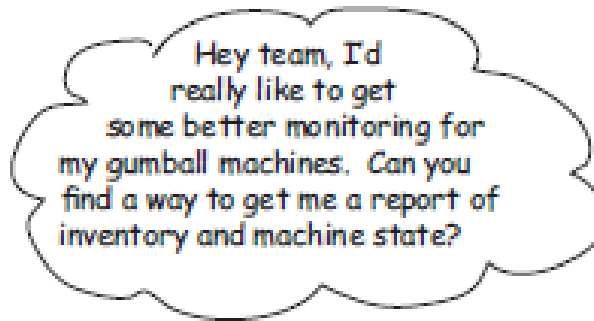 Hey team, I'd
really like to get
some better monitoring for
my gumball machines. Can you
find a way to get me a report of
inventory and machine state?